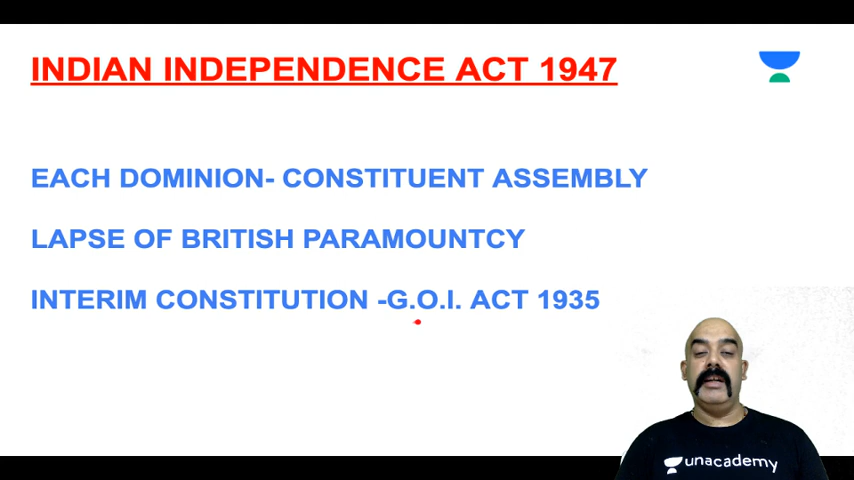 INDIAN INDEPENDENCE ACT 1947
EACH DOMINION- CONSTITUENT ASSEMBLY
LAPSE OF BRITISH PARAMOUNTCY
INTERIM CONSTITUTION -G.O.I. ACT 1935
unacademy